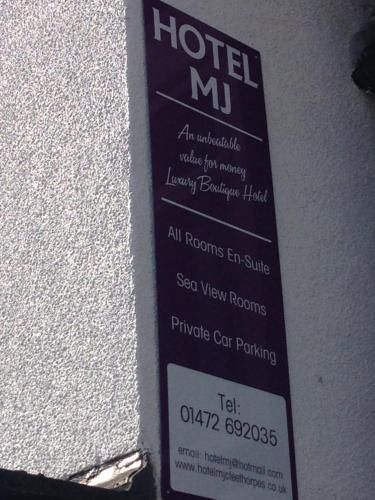 HOTEL
MJ
An unbeatable
value for money
Luxury Boutique Hotel
All Rooms En-Suite
Sea View Rooms
Private Car Parking
Tel:
01472 692035
email: hotelmj@hotmail.com
www.hotelmjcleethorpes.co.uk